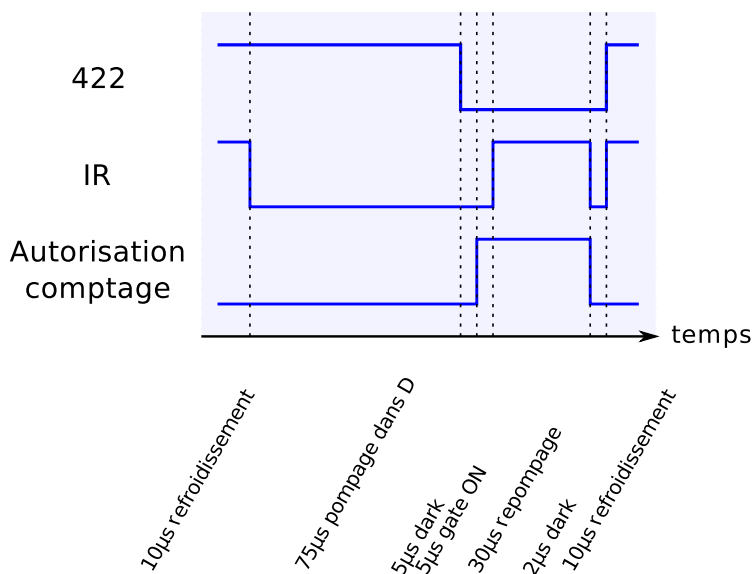 422
IR
Autorisation
comptage
temps
10µs refroidissement
75µs pompage dans D
5µs dark
5µs gate ON
30µs repompage
2µs dark
10µs refroidissement